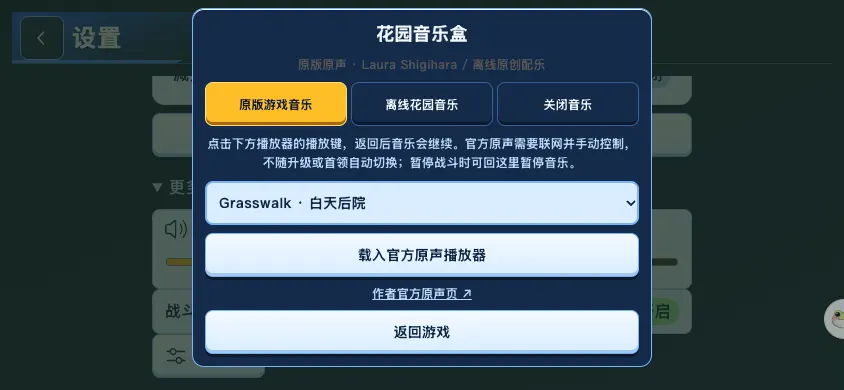 设置
花园音乐盒
原版原声 · Laura Shigihara / 离线原创配乐
原版游戏音乐
离线花园音乐
关闭音乐
点击下方播放器的播放键，返回后音乐会继续。官方原声需要联网并手动控制，
不随升级或首领自动切换；暂停战斗时可回这里暂停音乐。
Grasswalk · 白天后院
载入官方原声播放器
作者官方原声页 ↗
返回游戏
更多
战斗
启